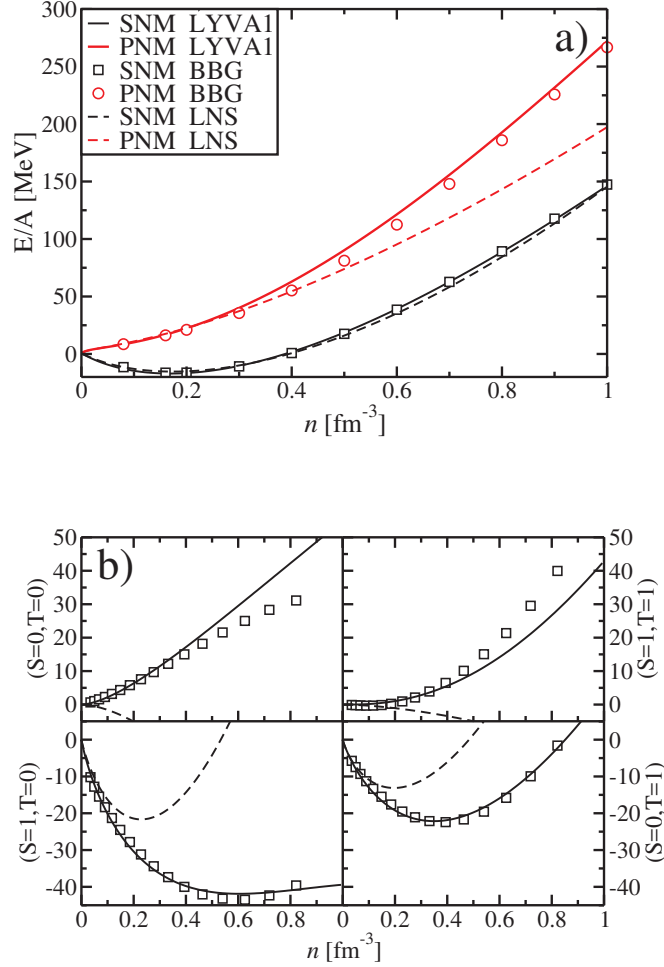 300
250
200
150
100
50
0
E/A [MeV]
SNM LYVA1
PNM LYVA1
SNM BBG
PNM BBG
SNM LNS
PNM LNS
a)
0 0.2 0.4 0.6 0.8 1
n [fm-3]
b)
50
40
30
20
10
0
(S=0,T=0)
50
40
30
20
10
0
(S=1,T=1)
0
-10
-20
-30
-40
(S=1,T=0)
0
-10
-20
-30
-40
(S=0,T=1)
0 0.2 0.4 0.6 0.8 0 0.2 0.4 0.6 0.8 1
n [fm-3]